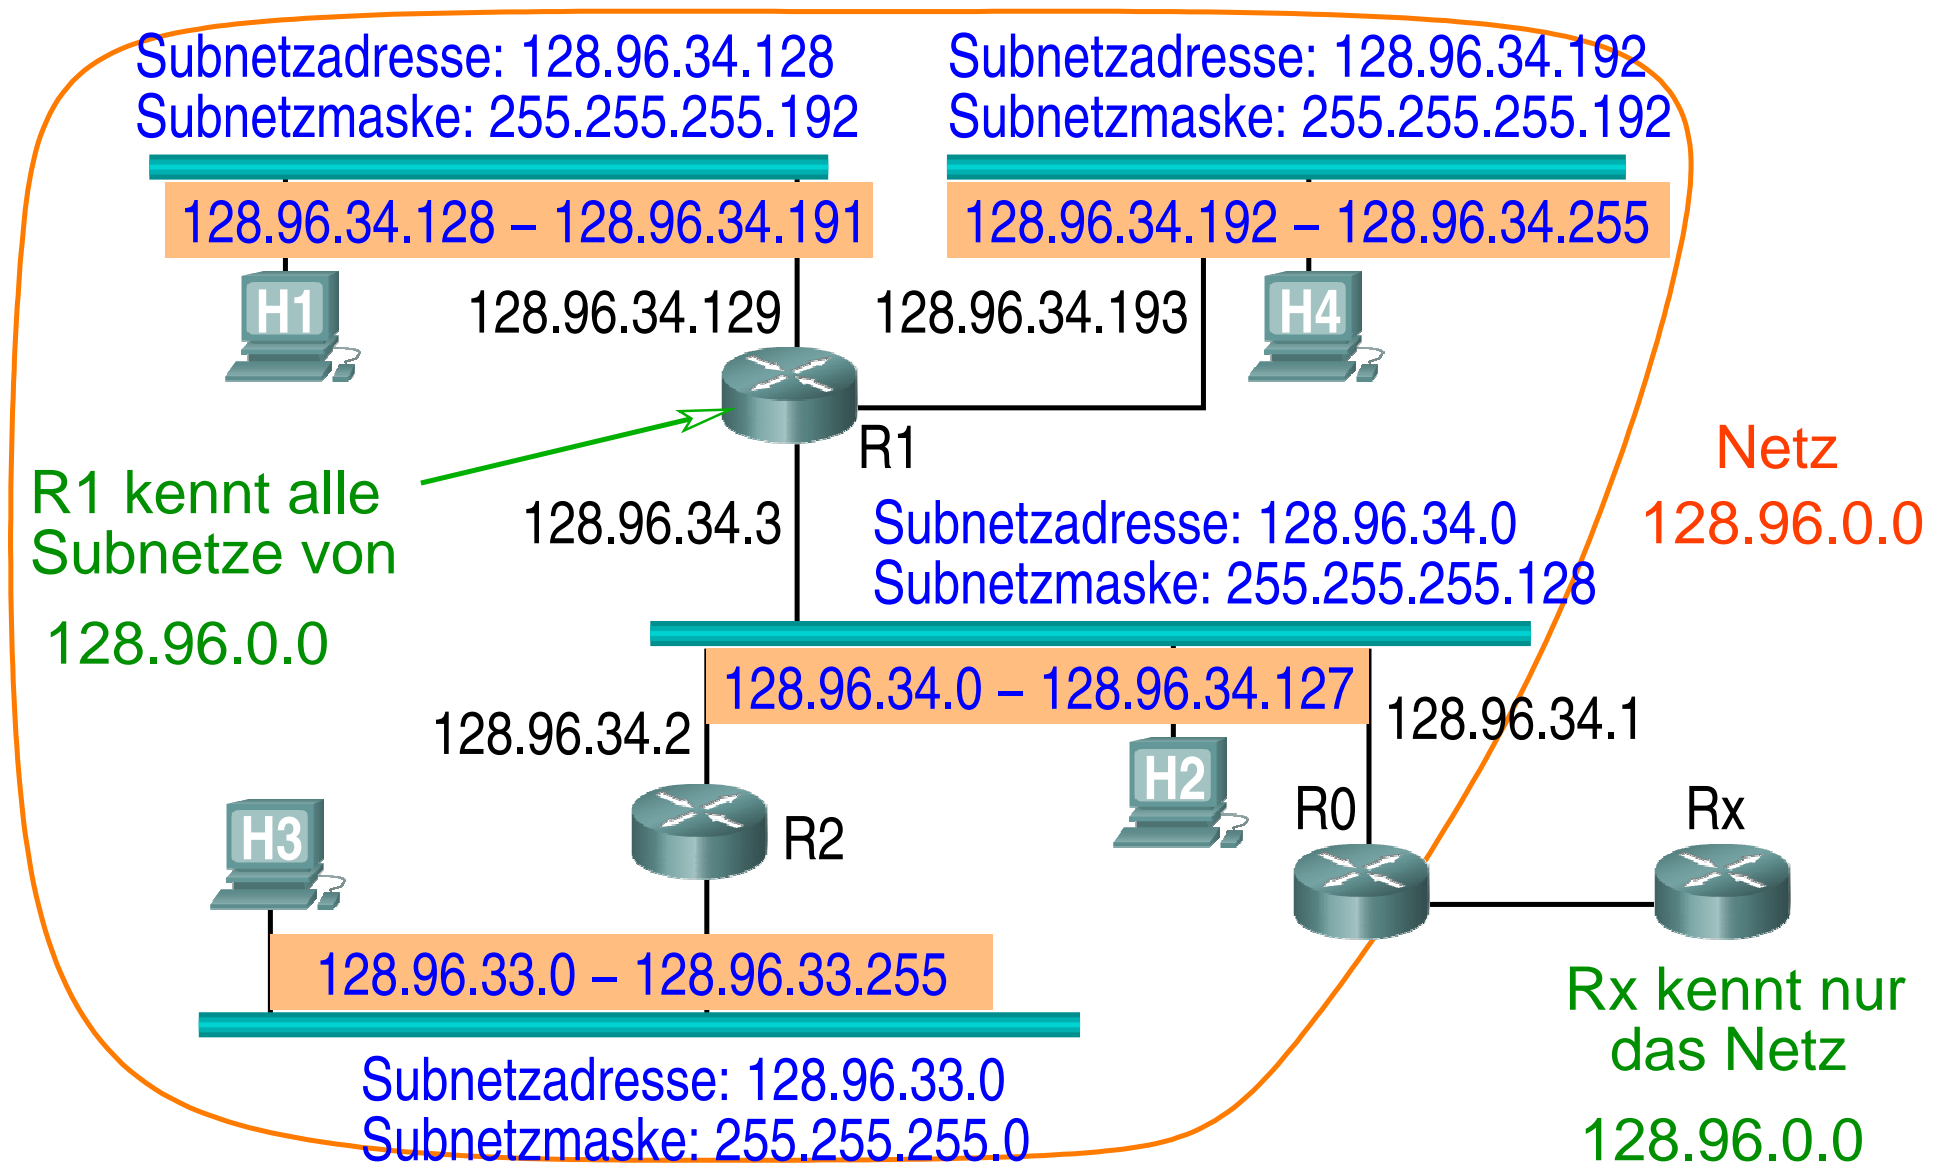 Subnetzadresse: 128.96.34.128
Subnetzmaske: 255.255.255.192
128.96.34.128 – 128.96.34.191
Subnetzadresse: 128.96.34.192
Subnetzmaske: 255.255.255.192
128.96.34.192 – 128.96.34.255
H1
128.96.34.129
128.96.34.193
H4
R1
R1 kennt alle
Subnetze von
128.96.0.0
128.96.34.3
Netz
128.96.0.0
Subnetzadresse: 128.96.34.0
Subnetzmaske: 255.255.255.128
128.96.34.0 – 128.96.34.127
128.96.34.2
128.96.34.1
H2
R0
Rx
H3
R2
128.96.33.0 – 128.96.33.255
Subnetzadresse: 128.96.33.0
Subnetzmaske: 255.255.255.0
Rx kennt nur
das Netz
128.96.0.0